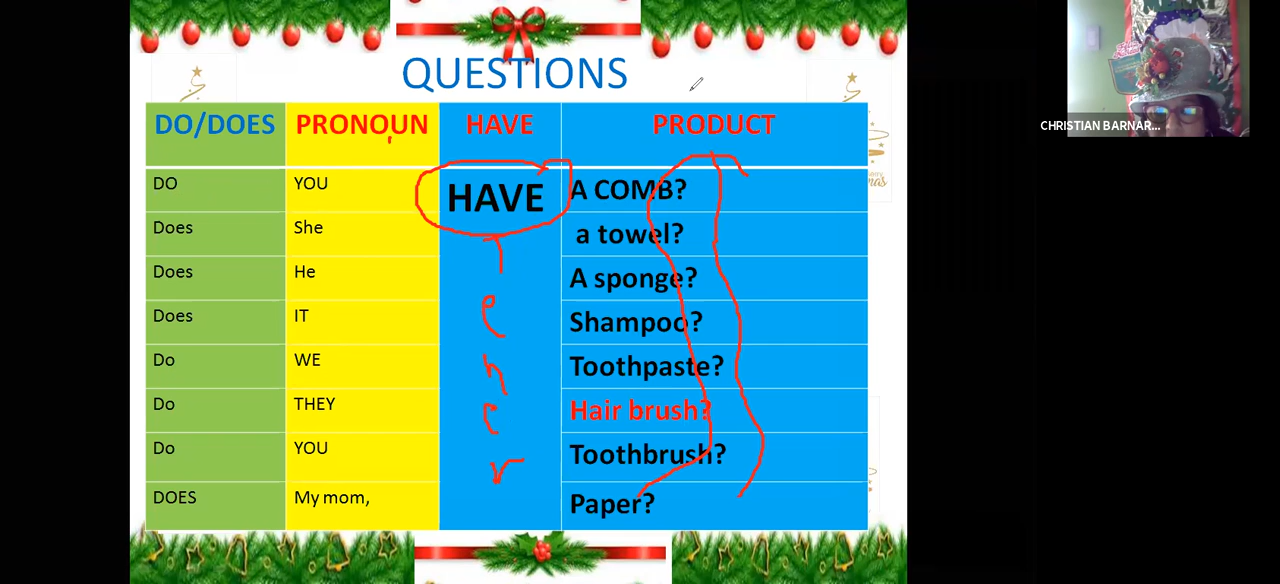 QUESTIONS
DO/DOES PRONOUN HAVE PRODUCT
DO YOU HAVE A COMB?
Does She a towel?
Does He A sponge?
Does IT Shampoo?
Do WE Toothpaste?
Do THEY Hair brush?
Do YOU Toothbrush?
DOES My mom, Paper?
T
e
n
e
r
CHRISTIAN BARNAR...
mas